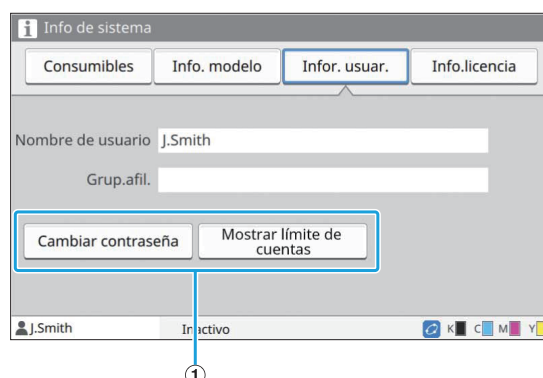 Info de sistema
Consumibles
Info. modelo
Infor. usuar.
Info.licencia
Nombre de usuario J.Smith
Grup.afil.
Cambiar contraseña
Mostrar límite de
cuentas
J.Smith
Inactivo
K C M Y
①